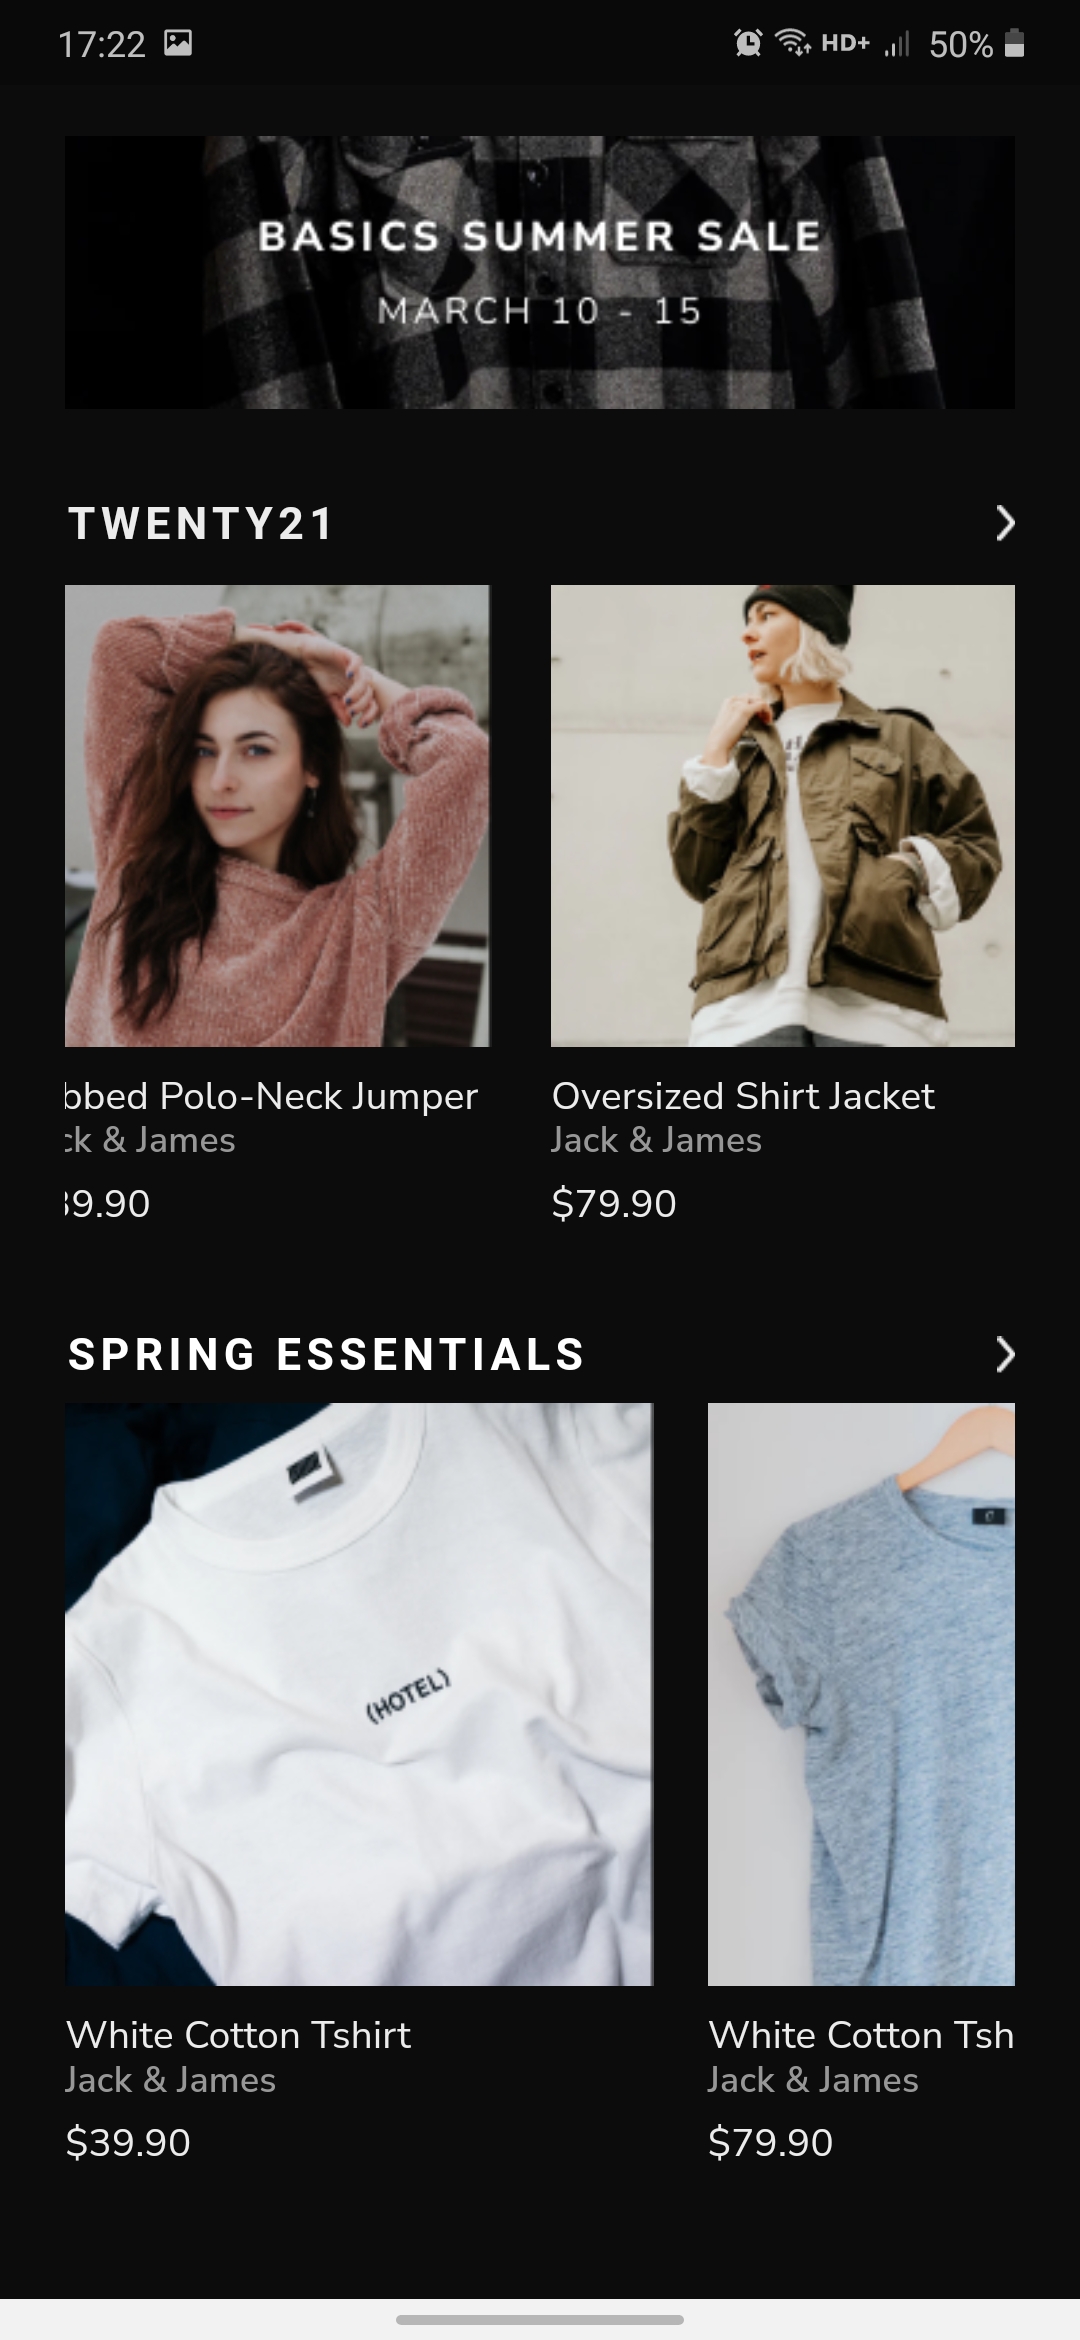 17:22
HD+ 50%
BASICS SUMMER SALE
MARCH 10 - 15
TWENTY21
bbed Polo-Neck Jumper
ck & James
9.90
Oversized Shirt Jacket
Jack & James
$79.90
SPRING ESSENTIALS
(HOTEL)
White Cotton Tshirt
Jack & James
$39.90
White Cotton Tsh
Jack & James
$79.90